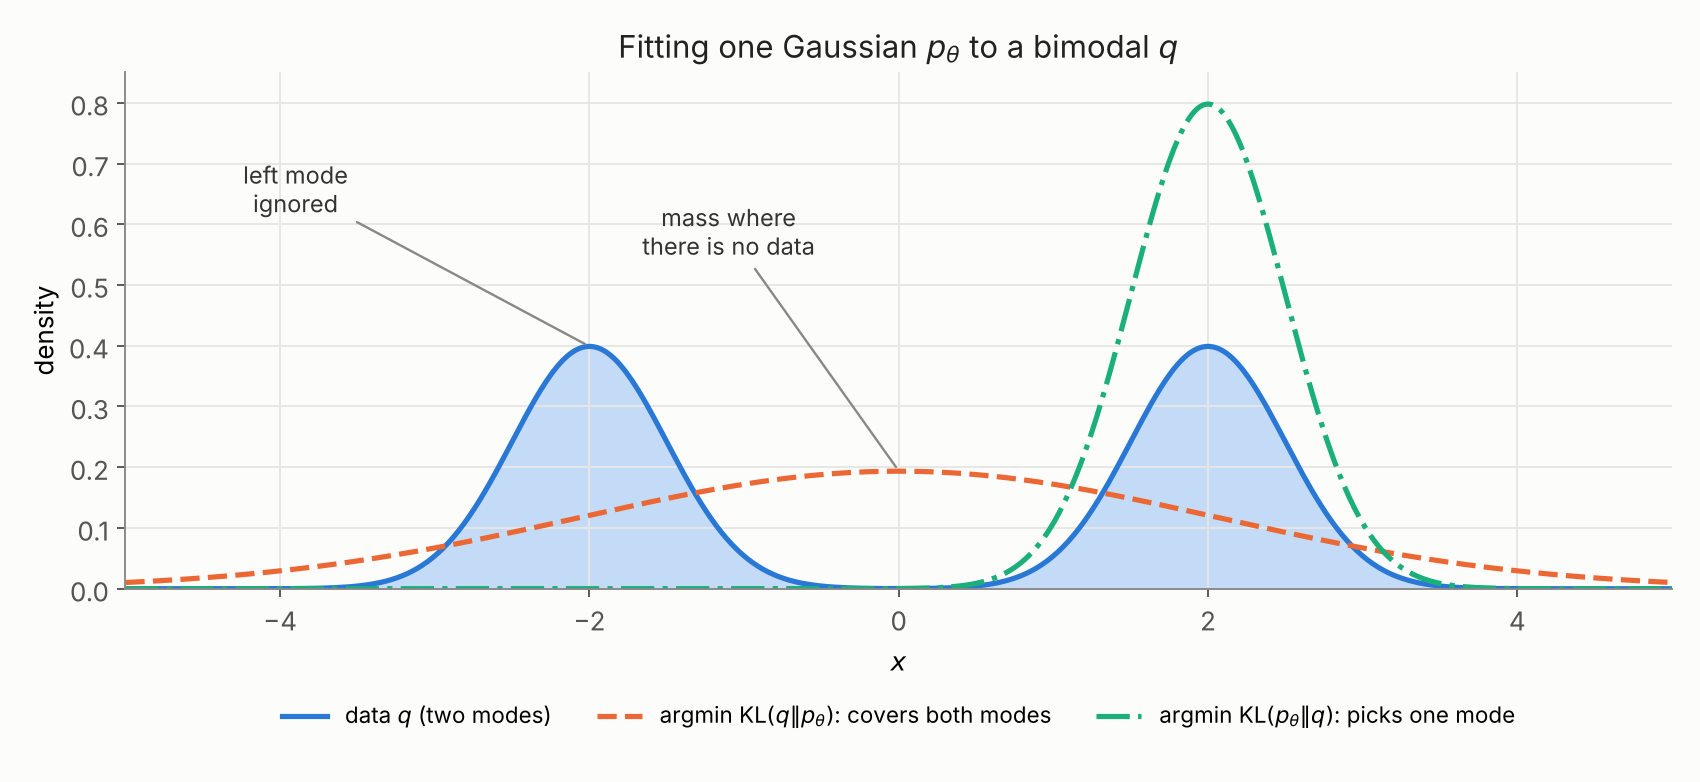 Fitting one Gaussian pθ to a bimodal q
0.8
0.7
0.6
0.5
0.4
0.3
0.2
0.1
0.0
density
left mode
ignored
mass where
there is no data
−4
−2
0
2
4
x
data q (two modes)
argmin KL(q‖pθ): covers both modes
argmin KL(pθ‖q): picks one mode